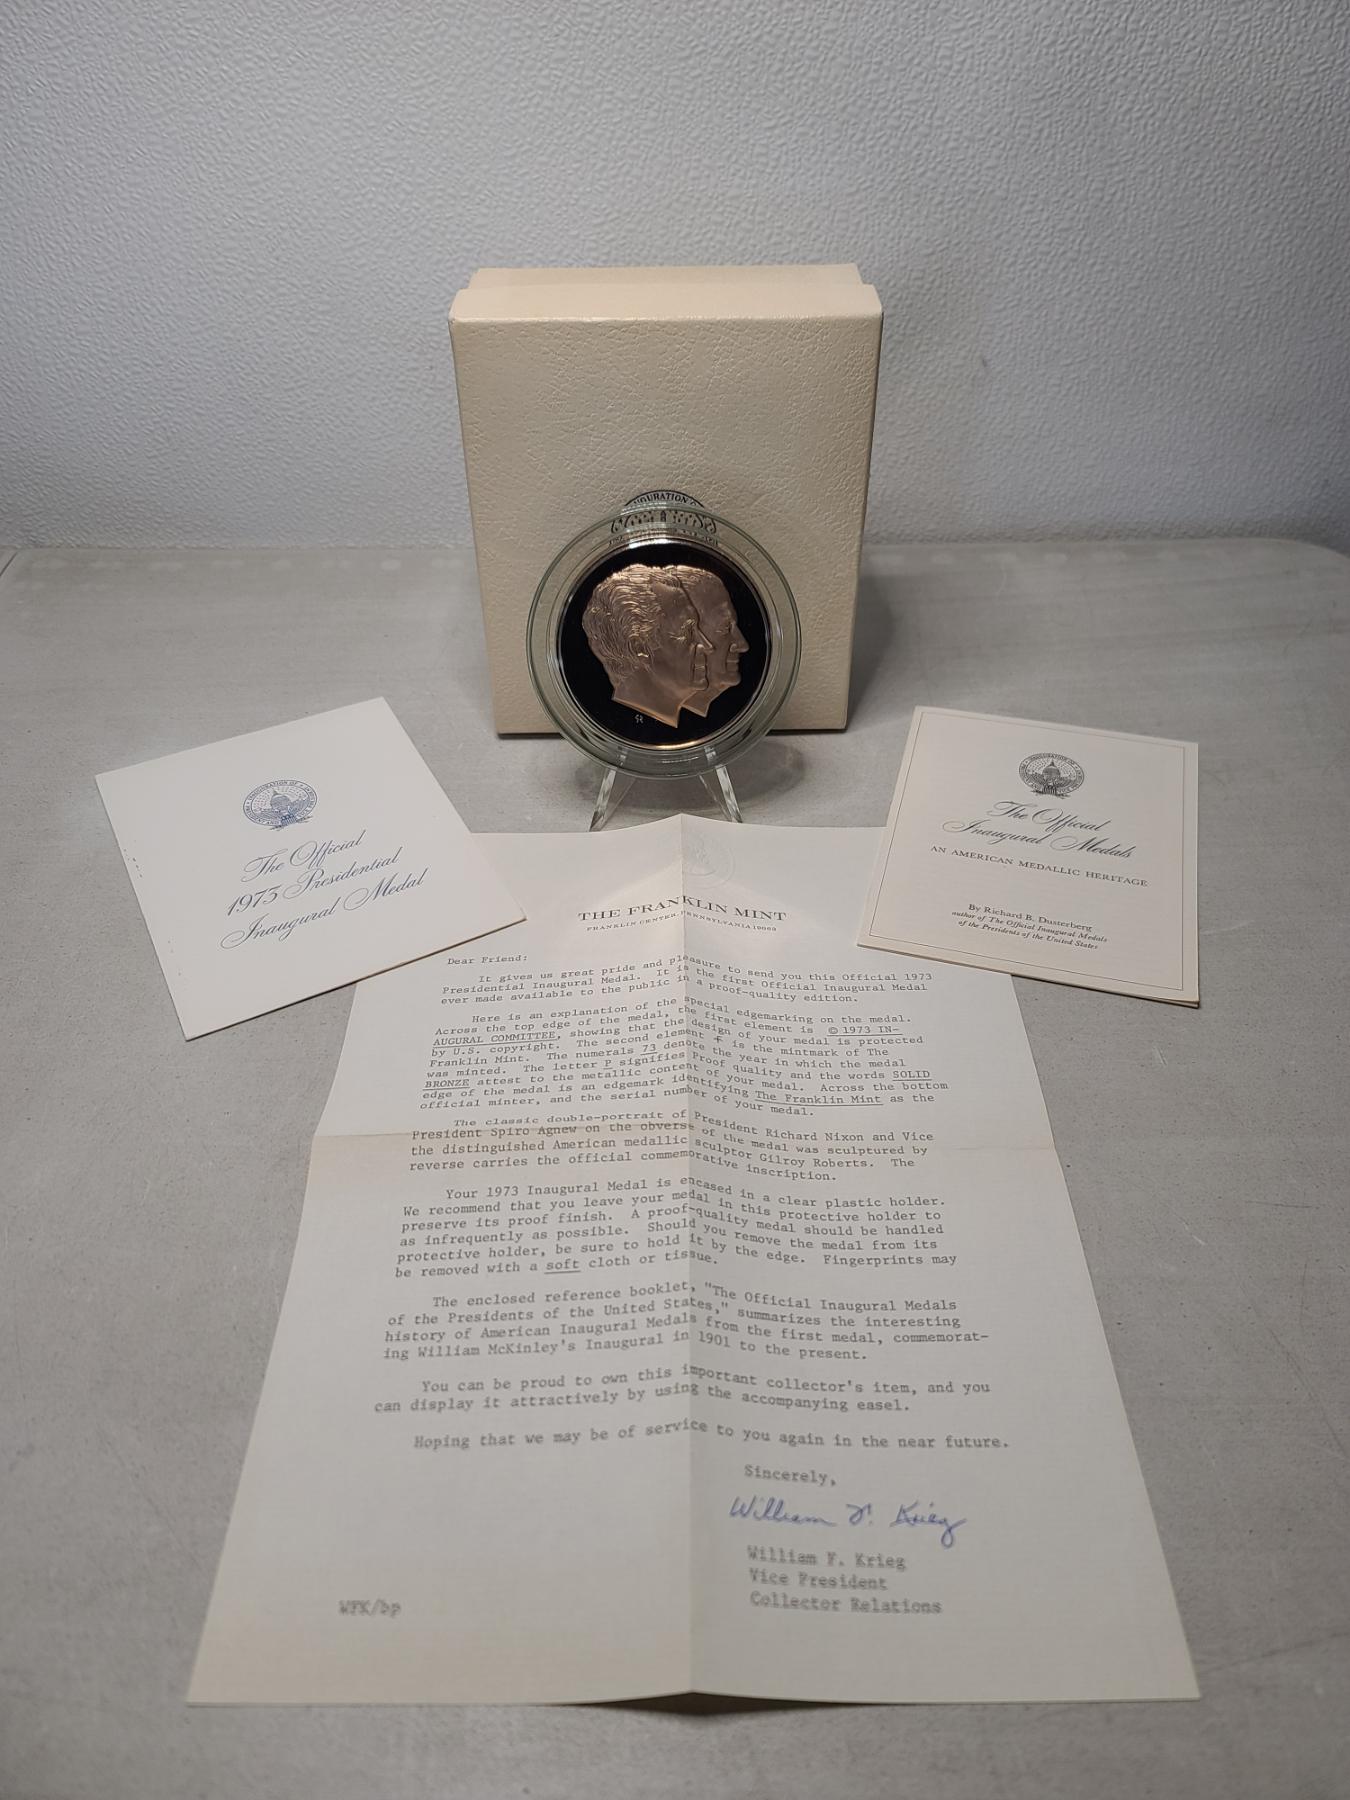 URATION
The Official
1973 Presidential
Inaugural Medal
The Official
Inaugural Medals
AN AMERICAN MEDALLIC HERITAGE
By Richard B. Dusterberg
author of The Official Inaugural Medals
of the Presidents of the United States
THE FRANKLIN MINT
FRANKLIN CENTER, PENNSYLVANIA 19063
Dear Friend:
It gives us great pride and pleasure to send you this Official 1973
Presidential Inaugural Medal. It is the first Official Inaugural Medal
ever made available to the public in a proof-quality edition.
Here is an explanation of the special edgemarking on the medal.
Across the top edge of the medal, the first element is © 1973 IN-
AUGURAL COMMITTEE, showing that the design of your medal is protected
by U.S. copyright. The second element is the mintmark of The
Franklin Mint. The numerals 73 denote the year in which the medal
was minted. The letter P signifies Proof quality and the words SOLID
BRONZE attest to the metallic content of your medal. Across the bottom
edge of the medal is an edgemark identifying The Franklin Mint as the
official minter, and the serial number of your medal.
The classic double-portrait of President Richard Nixon and Vice
President Spiro Agnew on the obverse of the medal was sculptured by
the distinguished American medallic sculptor Gilroy Roberts. The
reverse carries the official commemorative inscription.
Your 1973 Inaugural Medal is encased in a clear plastic holder.
We recommend that you leave your medal in this protective holder to
preserve its proof finish. A proof-quality medal should be handled
as infrequently as possible. Should you remove the medal from its
protective holder, be sure to hold it by the edge. Fingerprints may
be removed with a soft cloth or tissue.
The enclosed reference booklet, "The Official Inaugural Medals
of the Presidents of the United States," summarizes the interesting
history of American Inaugural Medals from the first medal, commemorat-
ing William McKinley's Inaugural in 1901 to the present.
You can be proud to own this important collector's item, and you
can display it attractively by using the accompanying easel.
Hoping that we may be of service to you again in the near future.
Sincerely,
William F. Krieg
William F. Krieg
Vice President
Collector Relations
WFK/bp